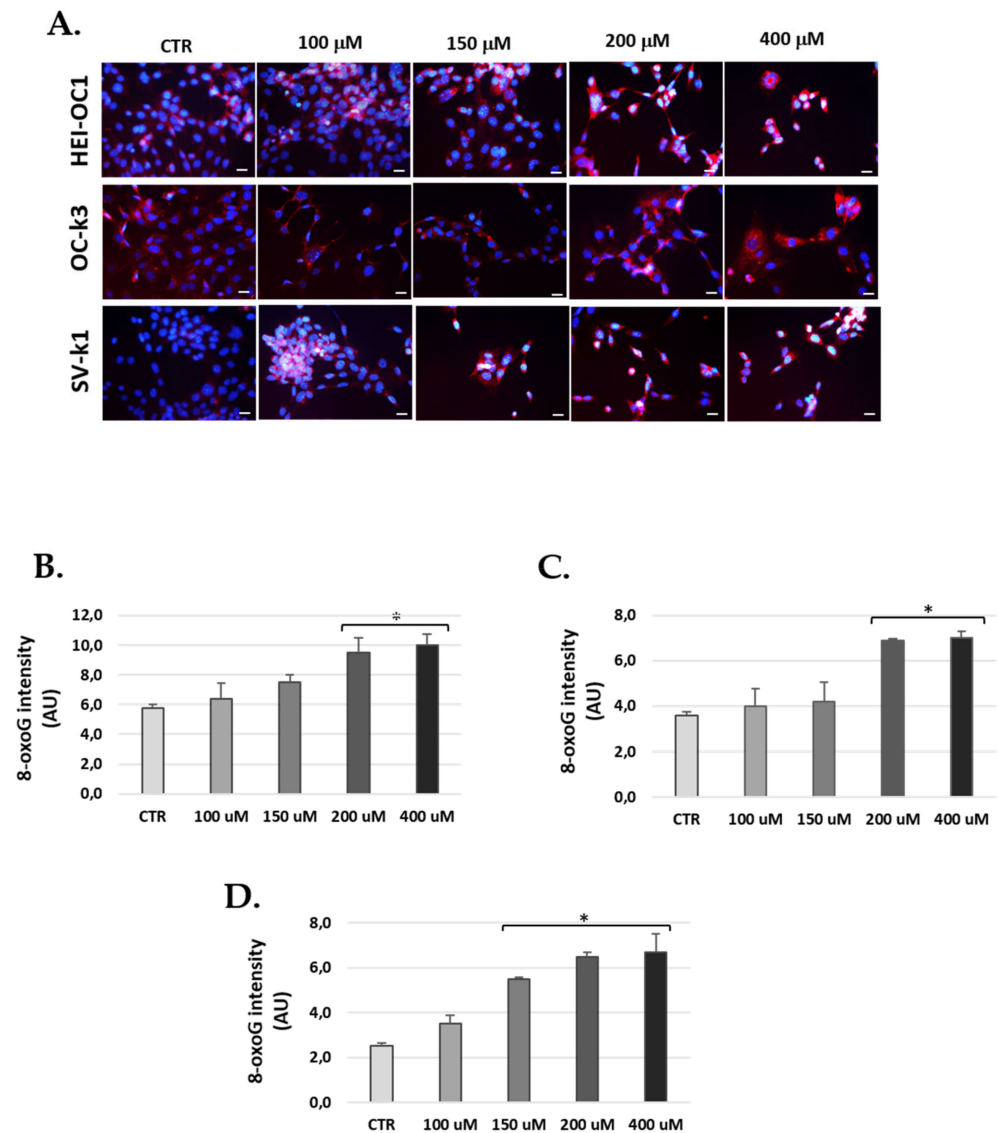 A.
CTR 100 μM 150 μM 200 μM 400 μM
HEI-OC1
OC-k3
SV-k1
B.
8-oxoG intensity
(AU)
12,0
10,0
8,0
6,0
4,0
2,0
0,0
*
CTR 100 uM 150 uM 200 uM 400 uM
C.
8-oxoG intensity
(AU)
8,0
6,0
4,0
2,0
0,0
*
CTR 100 uM 150 uM 200 uM 400 uM
D.
8-oxoG intensity
(AU)
8,0
6,0
4,0
2,0
0,0
*
CTR 100 uM 150 uM 200 uM 400 uM